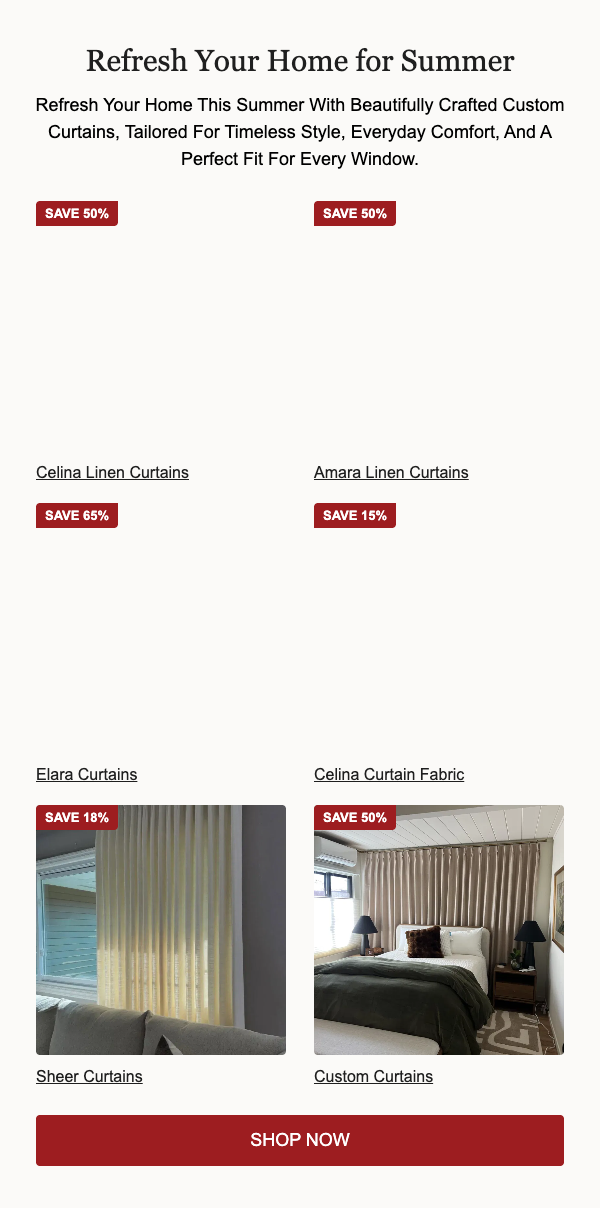 Refresh Your Home for Summer
Refresh Your Home This Summer With Beautifully Crafted Custom
Curtains, Tailored For Timeless Style, Everyday Comfort, And A
Perfect Fit For Every Window.
SAVE 50%
SAVE 50%
Celina Linen Curtains
Amara Linen Curtains
SAVE 65%
SAVE 15%
Elara Curtains
Celina Curtain Fabric
SAVE 18%
SAVE 50%
Sheer Curtains
Custom Curtains
SHOP NOW